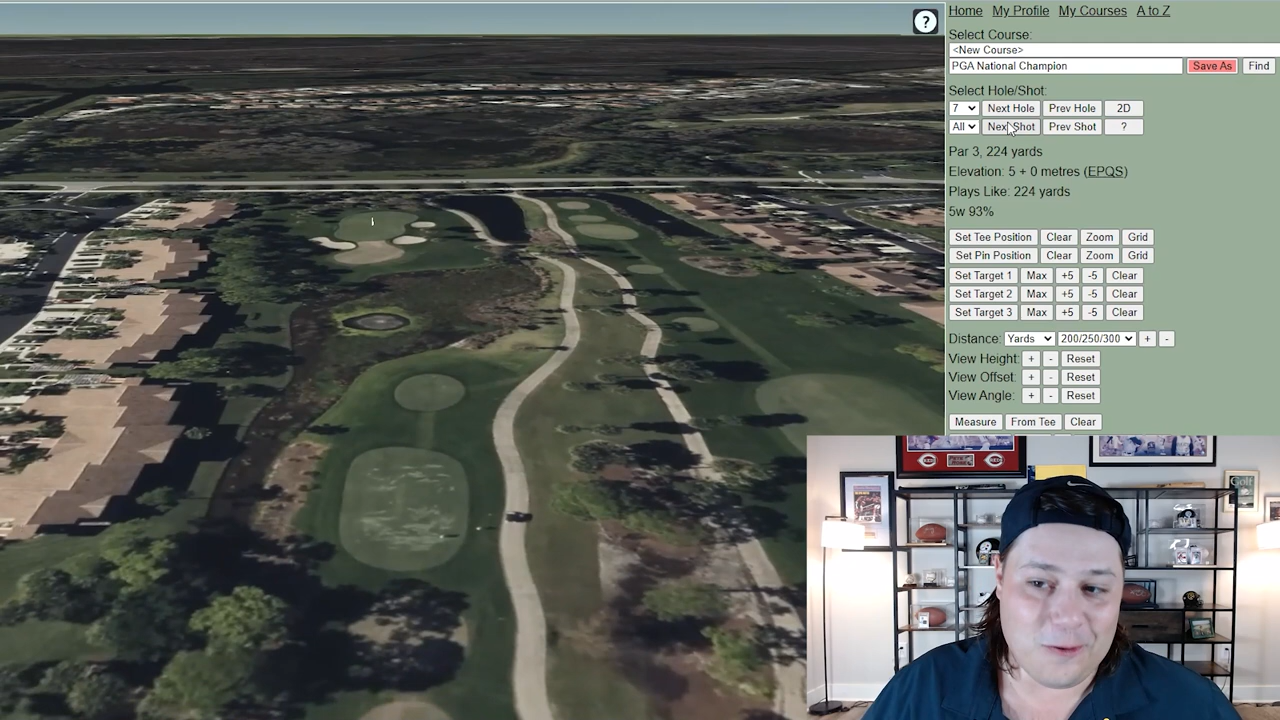 ?
Home My Profile My Courses A to Z
Select Course:
<New Course>
PGA National Champion Save As Find
Select Hole/Shot:
7 Next Hole Prev Hole 2D
All Next Shot Prev Shot ?
Par 3, 224 yards
Elevation: 5 + 0 metres (EPQS)
Plays Like: 224 yards
5w 93%
Set Tee Position Clear Zoom Grid
Set Pin Position Clear Zoom Grid
Set Target 1 Max +5 -5 Clear
Set Target 2 Max +5 -5 Clear
Set Target 3 Max +5 -5 Clear
Distance: Yards 200/250/300 + -
View Height: + - Reset
View Offset: + - Reset
View Angle: + - Reset
Measure From Tee Clear
Golf